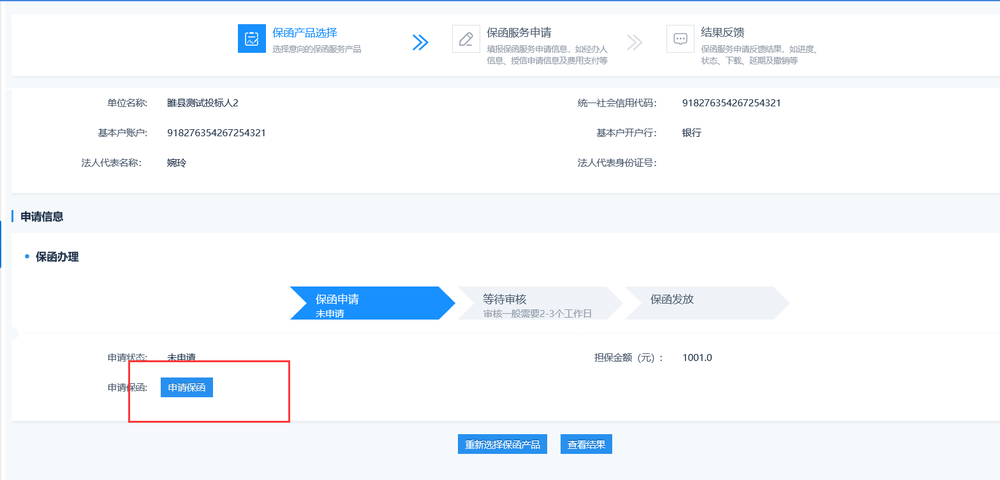 保函产品选择
选择意向的保函服务产品
保函服务申请
填报保函服务申请信息，如经办人
信息、授信申请信息及费用支付等
结果反馈
保函服务申请反馈结果，如进度、
状态、下载、延期及撤销等
单位名称: 睢县测试投标人2
统一社会信用代码: 918276354267254321
基本户账户: 918276354267254321
基本户开户行: 银行
法人代表名称: 婉玲
法人代表身份证号:
申请信息
保函办理
保函申请
未申请
等待审核
审核一般需要2-3个工作日
保函发放
申请状态: 未申请
担保金额（元）: 1001.0
申请保函: 申请保函
重新选择保函产品 查看结果